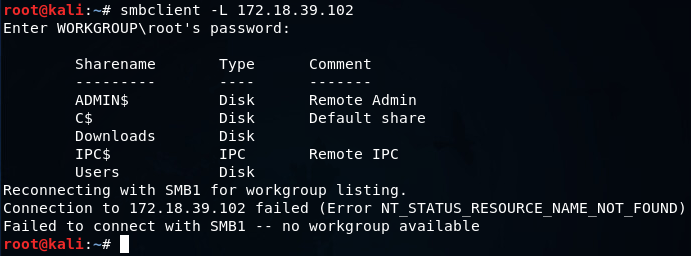 root@kali:~# smbclient -L 172.18.39.102
Enter WORKGROUP\root's password:
Sharename Type Comment
--------- ---- -------
ADMIN$ Disk Remote Admin
C$ Disk Default share
Downloads Disk
IPC$ IPC Remote IPC
Users Disk
Reconnecting with SMB1 for workgroup listing.
Connection to 172.18.39.102 failed (Error NT_STATUS_RESOURCE_NAME_NOT_FOUND)
Failed to connect with SMB1 -- no workgroup available
root@kali:~#